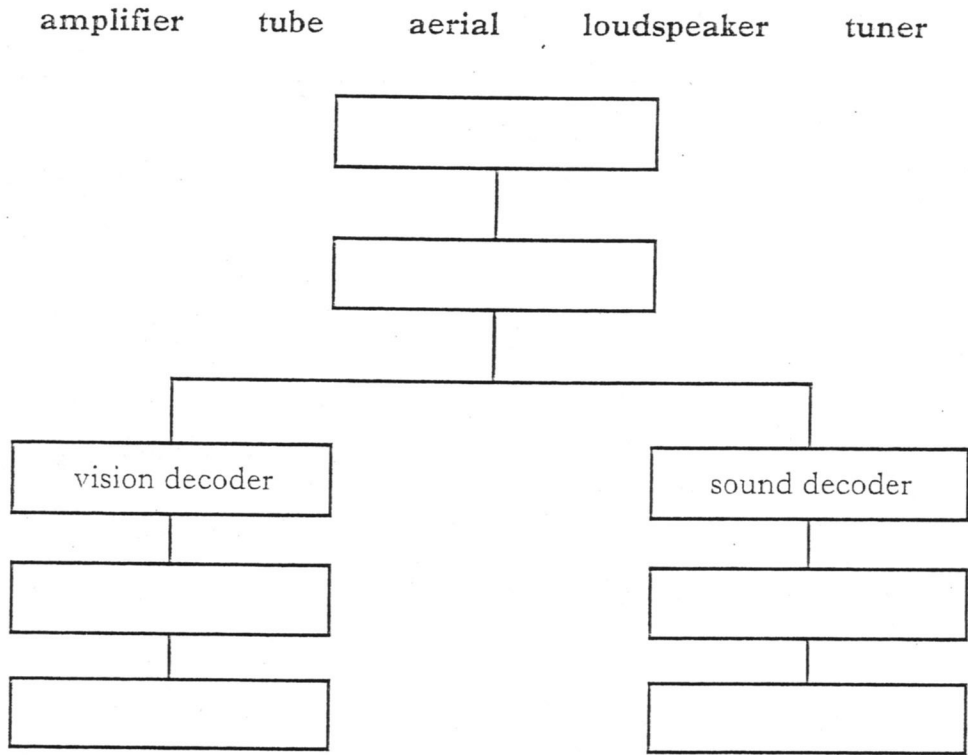 amplifier tube aerial loudspeaker tuner
vision decoder
sound decoder